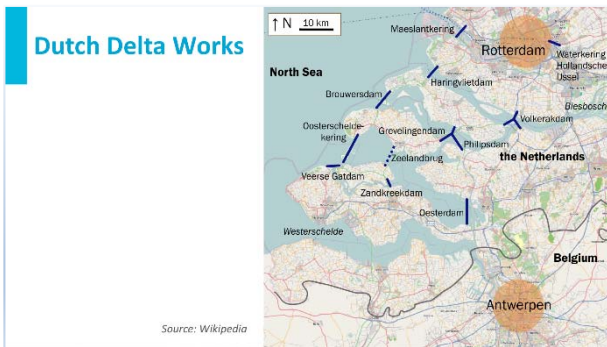 Dutch Delta Works
↑ N 10 km
Maeslantkering
Rotterdam
Waterkering
Hollandsche
IJssel
North Sea
Haringvlietdam
Biesbosch
Brouwersdam
Volkerakdam
Oosterschelde-
kering
Grevelingendam
Philipsdam
Zeelandbrug
the Netherlands
Veerse Gatdam
Zandkreekdam
Oesterdam
Westerschelde
Belgium
Antwerpen
Source: Wikipedia